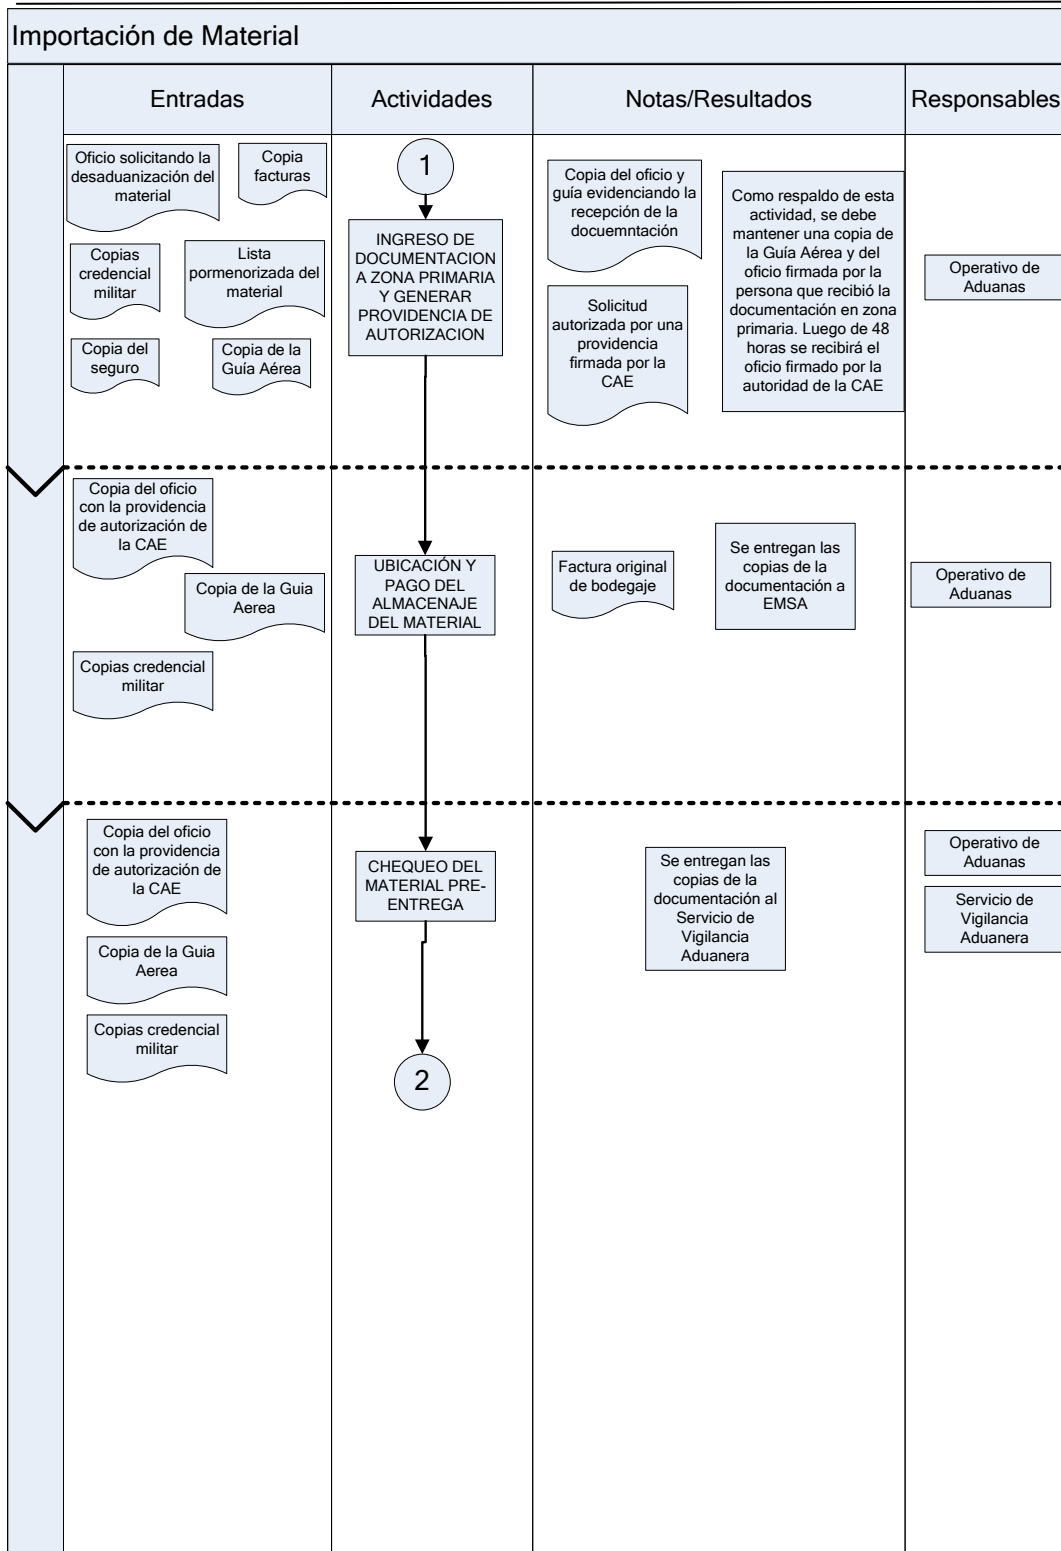 Importación de Material
Entradas
Actividades
Notas/Resultados
Responsables
Oficio solicitando la
desaduanización del
material
Copia
facturas
Copias
credencial
militar
Lista
pormenorizada del
material
Copia del
seguro
Copia de la
Guía Aérea
1
INGRESO DE
DOCUMENTACION
A ZONA PRIMARIA
Y GENERAR
PROVIDENCIA DE
AUTORIZACION
Copia del oficio y
guía evidenciando la
recepción de la
docuemntación
Solicitud
autorizada por una
providencia
firmada por la
CAE
Como respaldo de esta
actividad, se debe
mantener una copia de
la Guía Aérea y del
oficio firmada por la
persona que recibió la
documentación en zona
primaria. Luego de 48
horas se recibirá el
oficio firmado por la
autoridad de la CAE
Operativo de
Aduanas
Copia del oficio
con la providencia
de autorización de
la CAE
Copia de la Guia
Aerea
Copias credencial
militar
UBICACIÓN Y
PAGO DEL
ALMACENAJE
DEL MATERIAL
Factura original
de bodegaje
Se entregan las
copias de la
documentación a
EMSA
Operativo de
Aduanas
Copia del oficio
con la providencia
de autorización de
la CAE
Copia de la Guia
Aerea
Copias credencial
militar
CHEQUEO DEL
MATERIAL PRE-
ENTREGA
2
Se entregan las
copias de la
documentación al
Servicio de
Vigilancia
Aduanera
Operativo de
Aduanas
Servicio de
Vigilancia
Aduanera